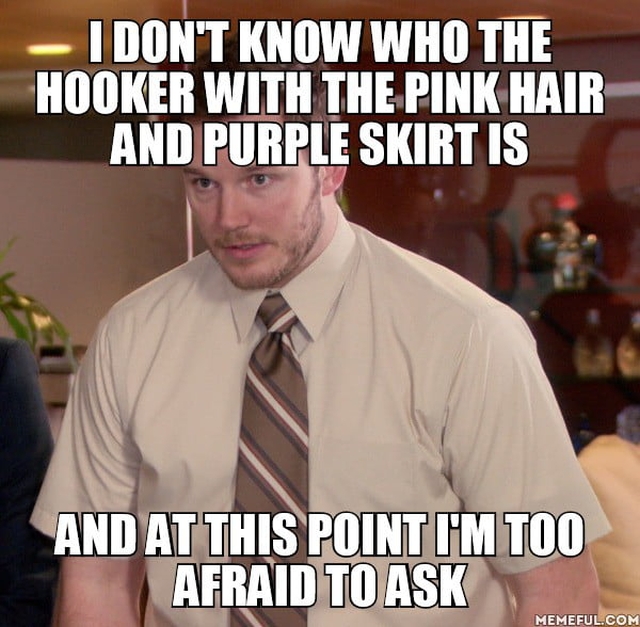 I DON'T KNOW WHO THE
HOOKER WITH THE PINK HAIR
AND PURPLE SKIRT IS
AND AT THIS POINT I'M TOO
AFRAID TO ASK
MEMEFUL.COM